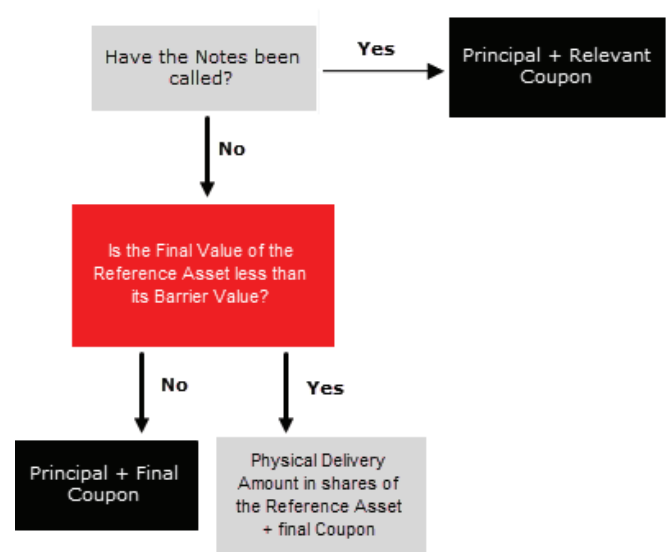 Have the Notes been
called?
Yes
Principal + Relevant
Coupon
No
Is the Final Value of the
Reference Asset less than
its Barrier Value?
No
Yes
Principal + Final
Coupon
Physical Delivery
Amount in shares of
the Reference Asset
+ final Coupon